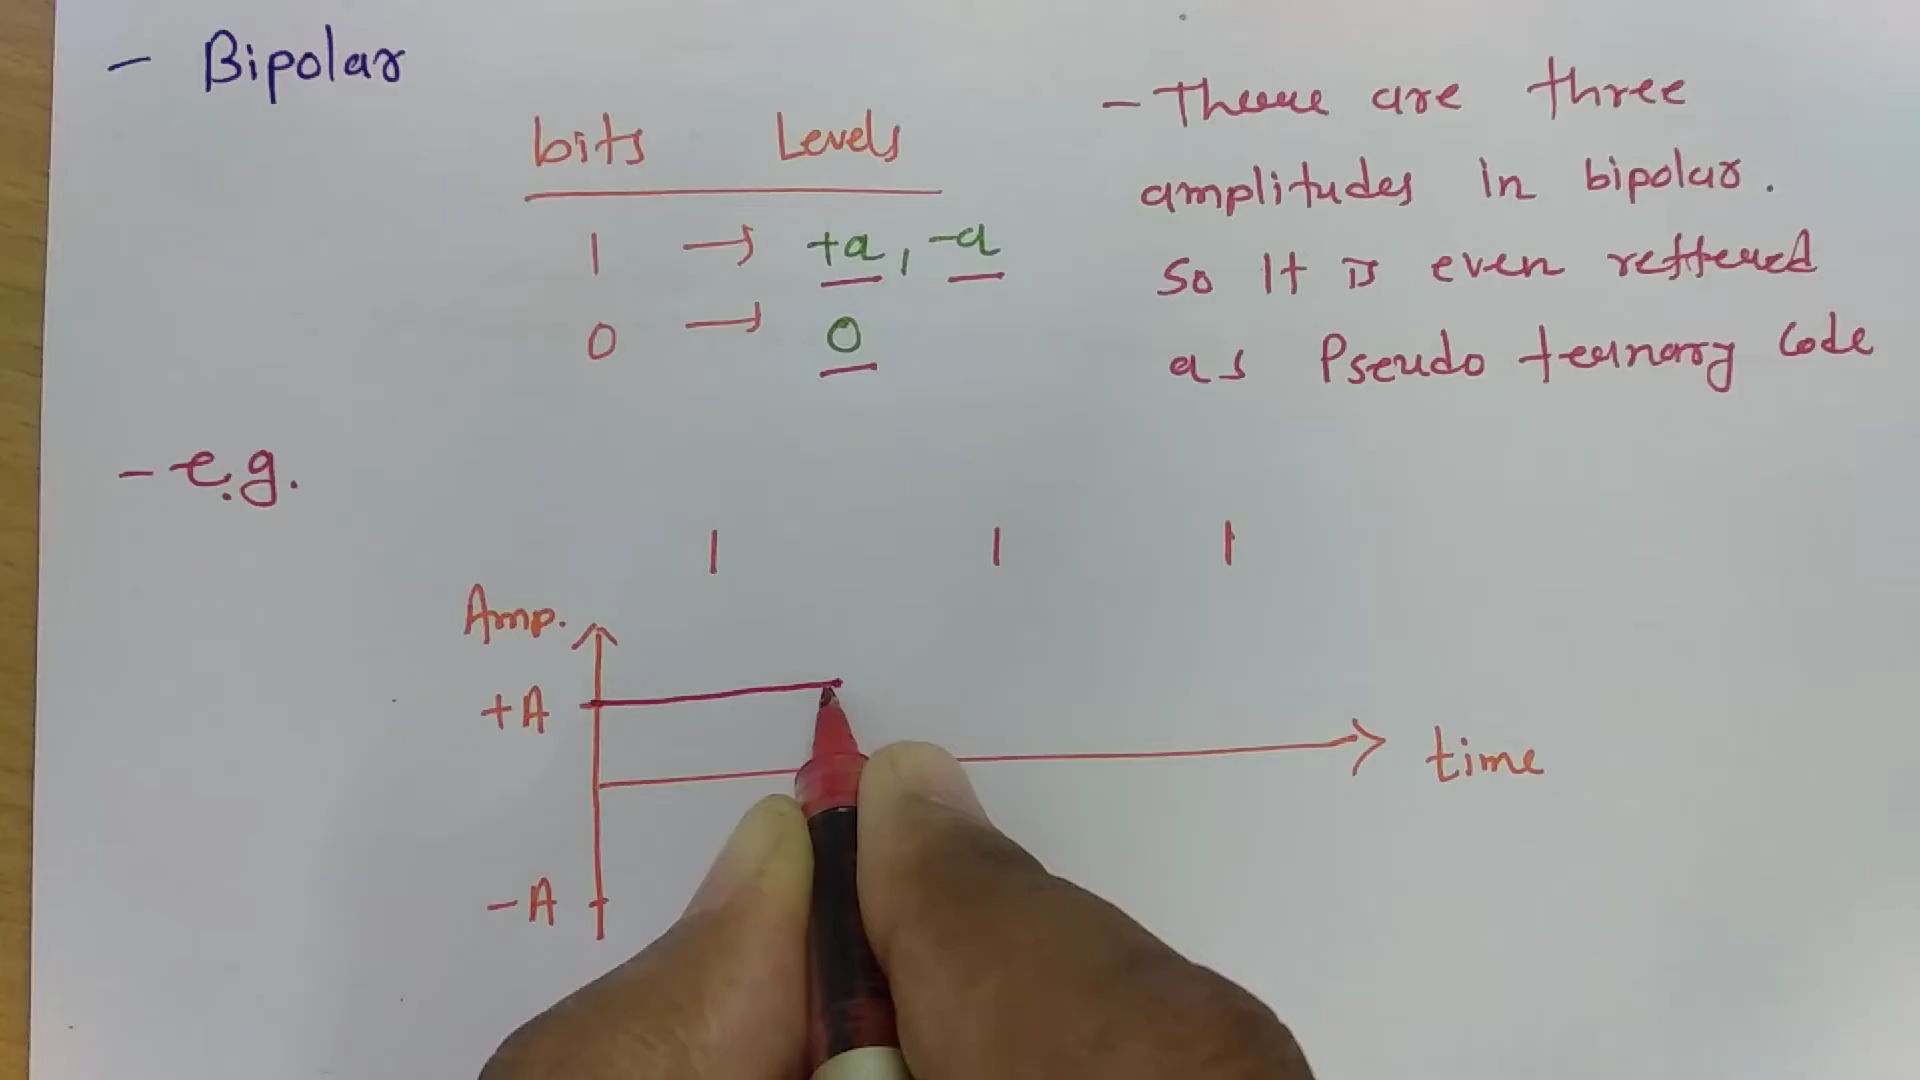 - Bipolar
bits Levels
1 → +a, -a
0 → 0
- There are three
amplitudes in bipolar.
so It is even reffered
as Pseudo ternary Code
- e.g.
1 1 1
Amp.
+A
time
-A